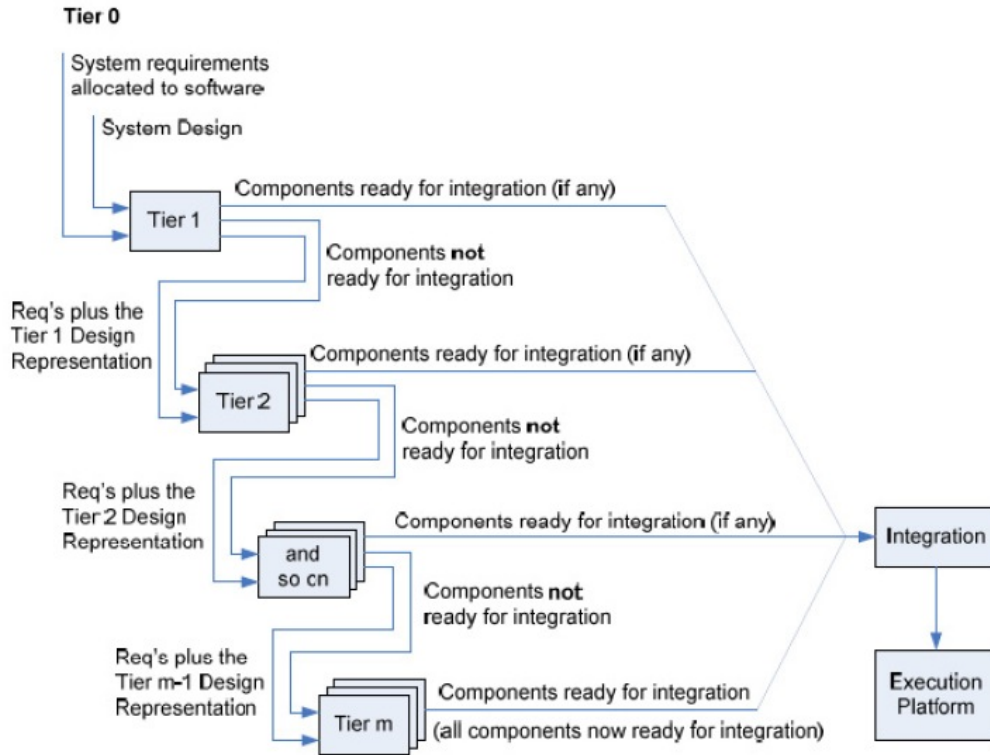 Tier 0
System requirements
allocated to software
System Design
Tier 1
Components ready for integration (if any)
Components not
ready for integration
Req's plus the
Tier 1 Design
Representation
Tier 2
Components ready for integration (if any)
Components not
ready for integration
Req's plus the
Tier 2 Design
Representation
and
so cn
Components ready for integration (if any)
Components not
ready for integration
Integration
Req's plus the
Tier m-1 Design
Representation
Tier m
Components ready for integration
(all components now ready for integration)
Execution
Platform